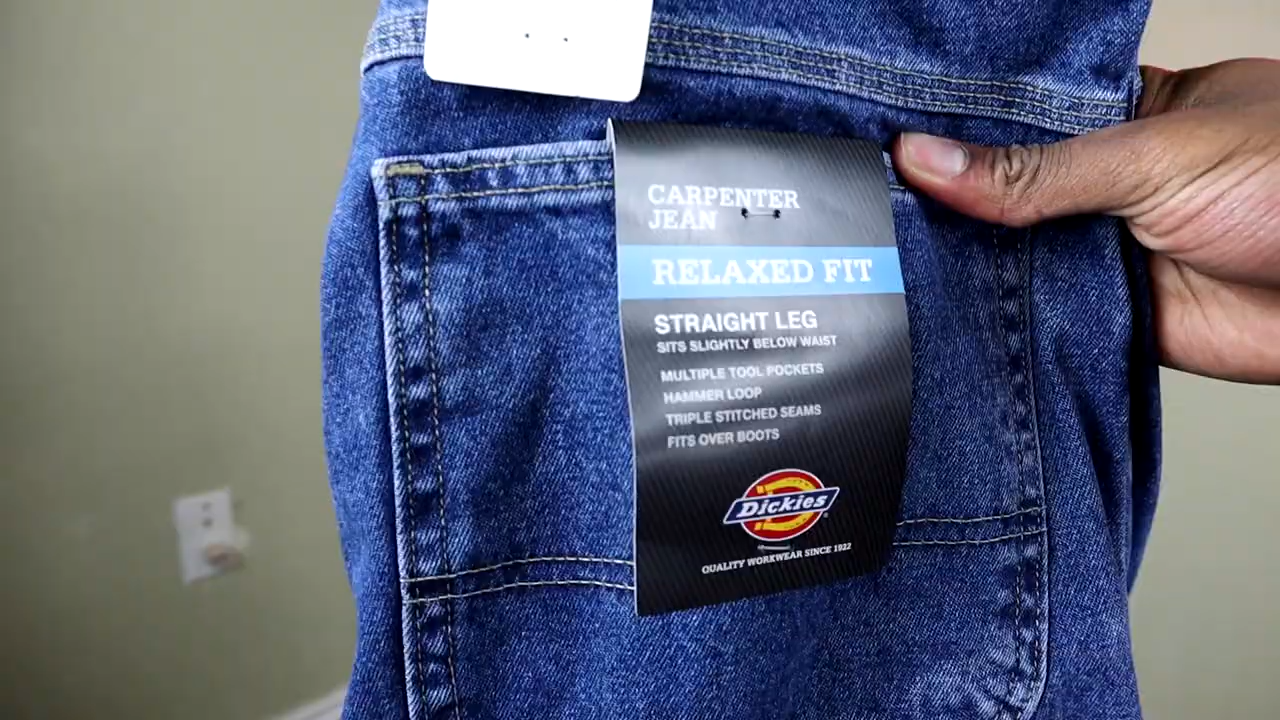 CARPENTER
JEAN
RELAXED FIT
STRAIGHT LEG
SITS SLIGHTLY BELOW WAIST
MULTIPLE TOOL POCKETS
HAMMER LOOP
TRIPLE STITCHED SEAMS
FITS OVER BOOTS
Dickies
QUALITY WORKWEAR SINCE 1922